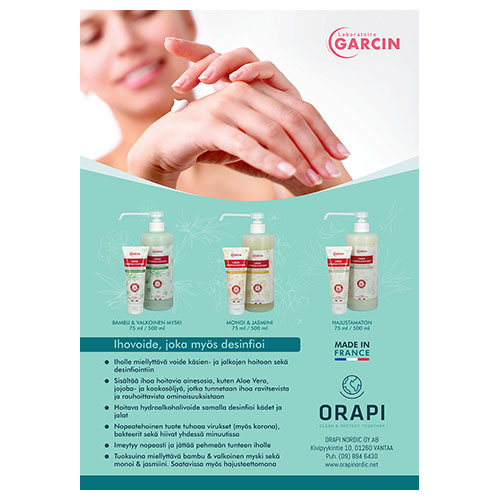 Laboratoire
GARCIN
BAMBU & VALKOINEN MYSKI
75 ml / 500 ml
MONOI & JASMIINI
75 ml / 500 ml
HAJUSTAMATON
75 ml / 500 ml
Ihovoide, joka myös desinfioi
Iholle miellyttävä voide käsien- ja jalkojen hoitoon sekä
desinfiointiin
Sisältää ihoa hoitavia ainesosia, kuten Aloe Vera,
jojoba- ja kookosöljyä, jotka tunnetaan ihoa ravitsevista
ja rauhoittavista ominaisuuksistaan
Hoitava hydroalkoholivoide samalla desinfioi kädet ja
jalat
Nopeatehoinen tuote tuhoaa virukset (myös korona),
bakteerit sekä hiivat yhdessä minuutissa
Imeytyy nopeasti ja jättää pehmeän tunteen iholle
Tuoksuina miellyttävä bambu & valkoinen myski sekä
monoi & jasmiini. Saatavissa myös hajusteettomana
MADE IN
FRANCE
ORAPI
CLEAN & PROTECT TOGETHER
ORAPI NORDIC OY AB
Kivipyykintie 10, 01260 VANTAA
Puh. (09) 894 6430
www.orapinordic.net